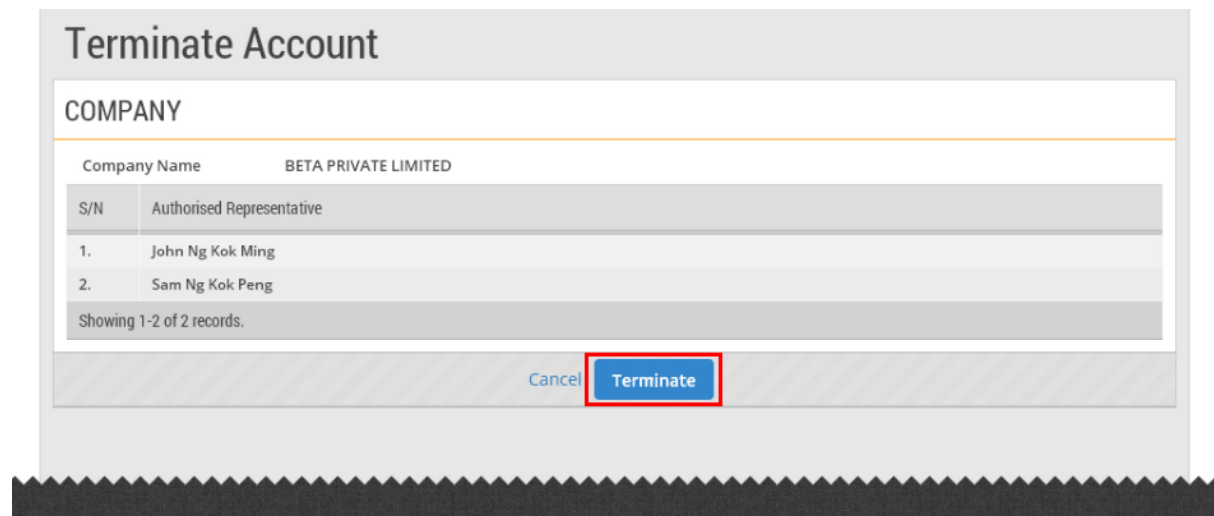 Terminate Account
COMPANY
Company Name BETA PRIVATE LIMITED
S/N Authorised Representative
1. John Ng Kok Ming
2. Sam Ng Kok Peng
Showing 1-2 of 2 records.
Cancel Terminate